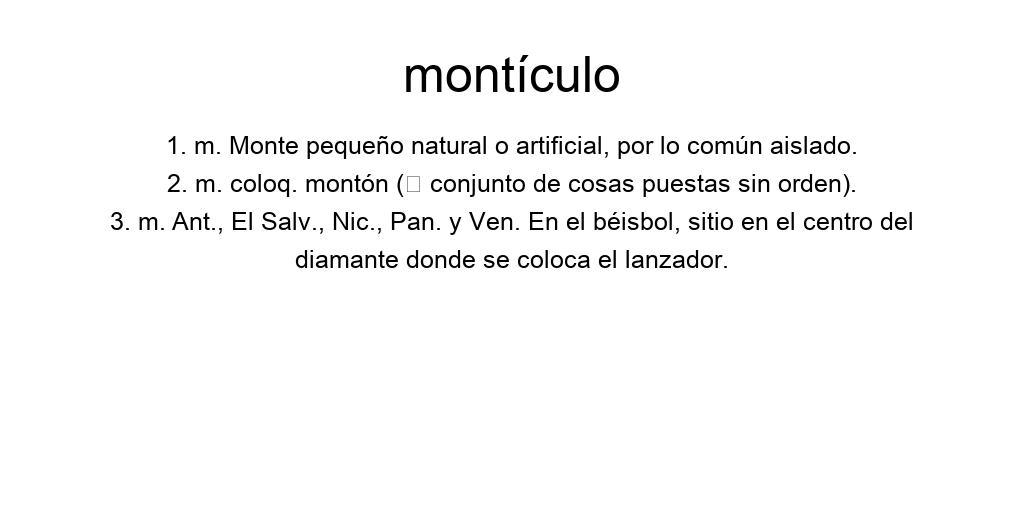 montículo
1. m. Monte pequeño natural o artificial, por lo común aislado.
2. m. coloq. montón (□ conjunto de cosas puestas sin orden).
3. m. Ant., El Salv., Nic., Pan. y Ven. En el béisbol, sitio en el centro del
diamante donde se coloca el lanzador.